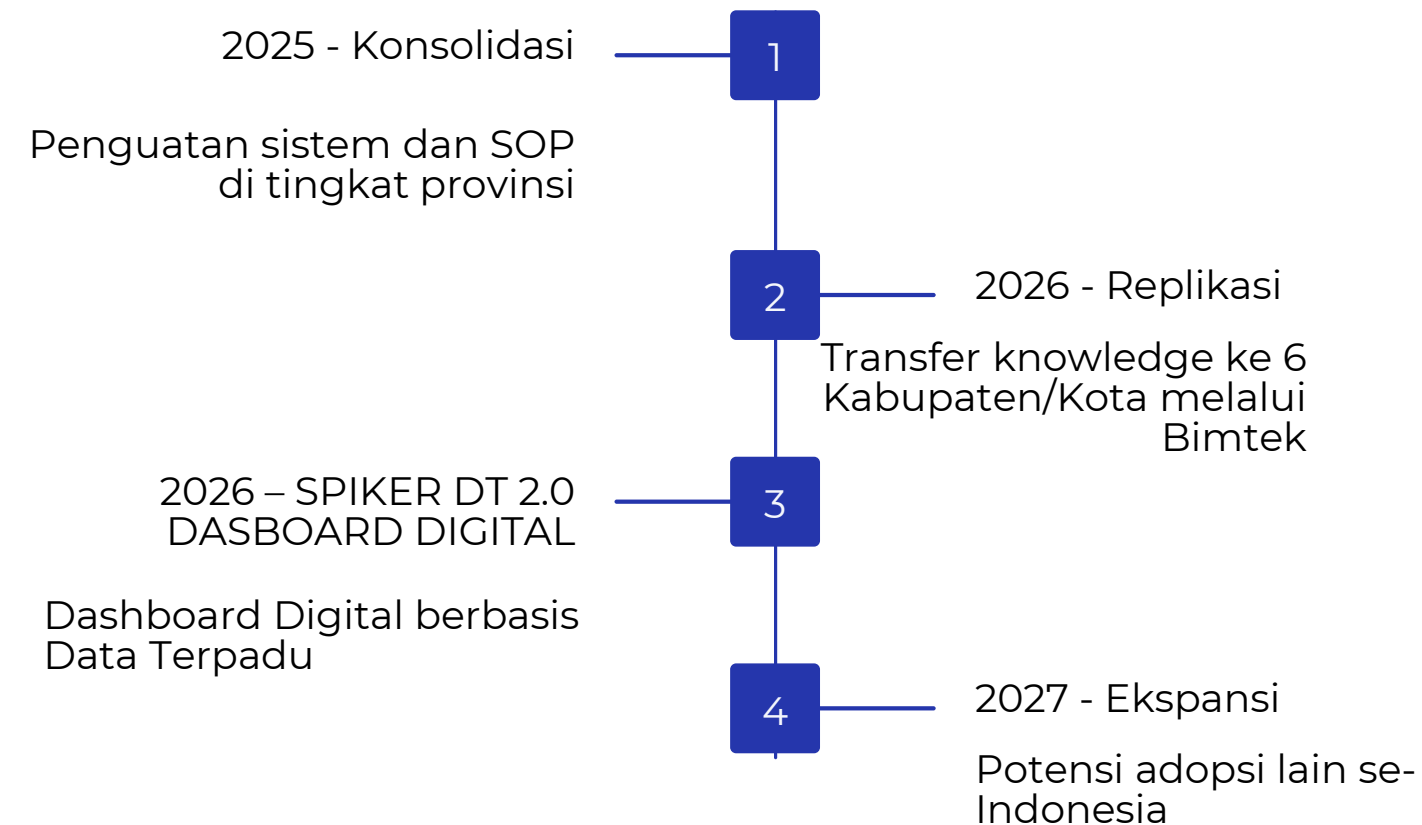 1
2025 - Konsolidasi
Penguatan sistem dan SOP
di tingkat provinsi
2
2026 - Replikasi
Transfer knowledge ke 6
Kabupaten/Kota melalui
Bimtek
3
2026 – SPIKER DT 2.0
DASBOARD DIGITAL
Dashboard Digital berbasis
Data Terpadu
4
2027 - Ekspansi
Potensi adopsi lain se-
Indonesia